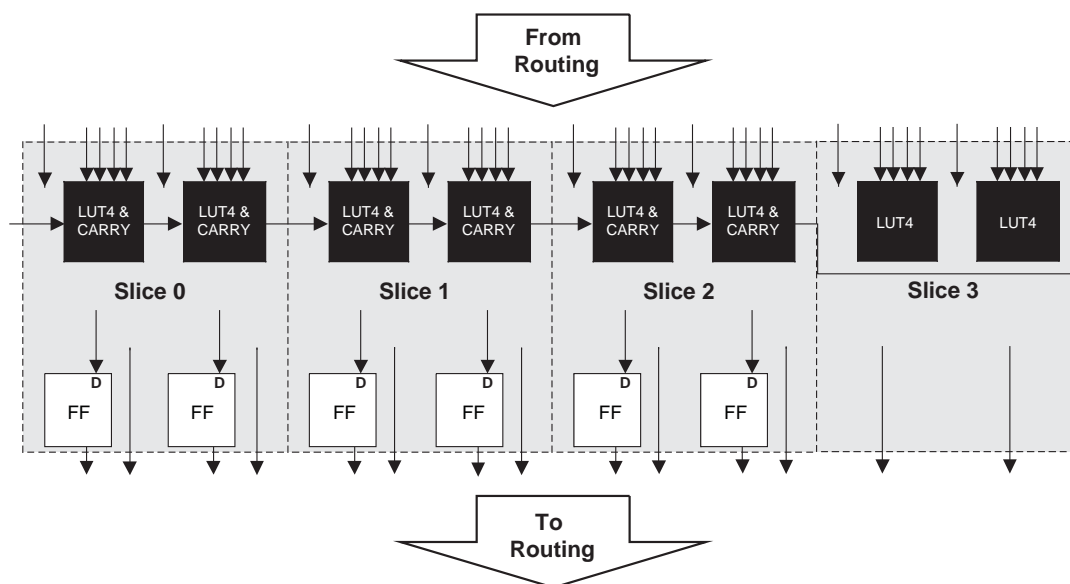 From
Routing
LUT4 &
CARRY
LUT4 &
CARRY
LUT4 &
CARRY
LUT4 &
CARRY
LUT4 &
CARRY
LUT4 &
CARRY
LUT4
LUT4
Slice 0
Slice 1
Slice 2
Slice 3
D
FF
D
FF
D
FF
D
FF
D
FF
D
FF
To
Routing